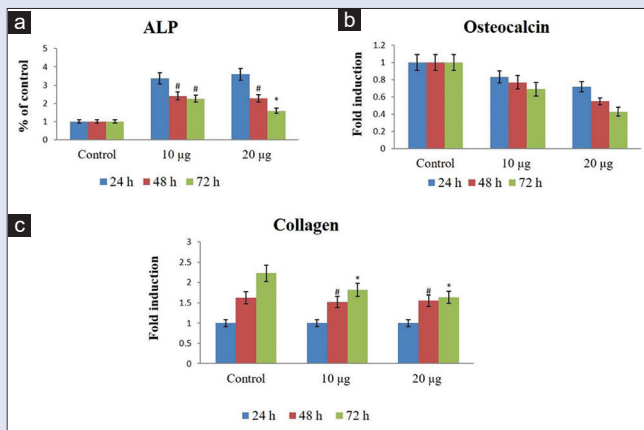 a
ALP
% of control
5
4
3
2
1
0
# #
# *
Control 10 µg 20 µg
24 h 48 h 72 h
b
Osteocalcin
Fold induction
1.2
1
0.8
0.6
0.4
0.2
0
Control 10 µg 20 µg
24 h 48 h 72 h
c
Collagen
Fold induction
3
2.5
2
1.5
1
0.5
0
# *
# *
Control 10 µg 20 µg
24 h 48 h 72 h